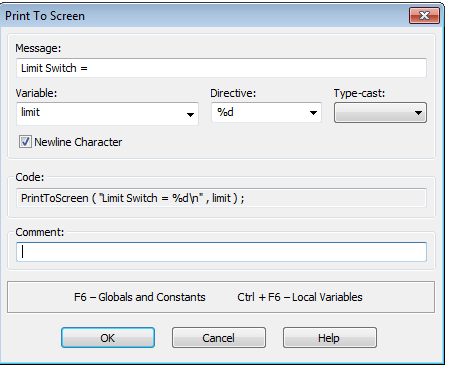 Print To Screen
Message:
Limit Switch =
Variable: Directive: Type-cast:
limit %d
Newline Character
Code:
PrintToScreen ( "Limit Switch = %d\n" , limit ) ;
Comment:
F6 – Globals and Constants Ctrl + F6 – Local Variables
OK Cancel Help